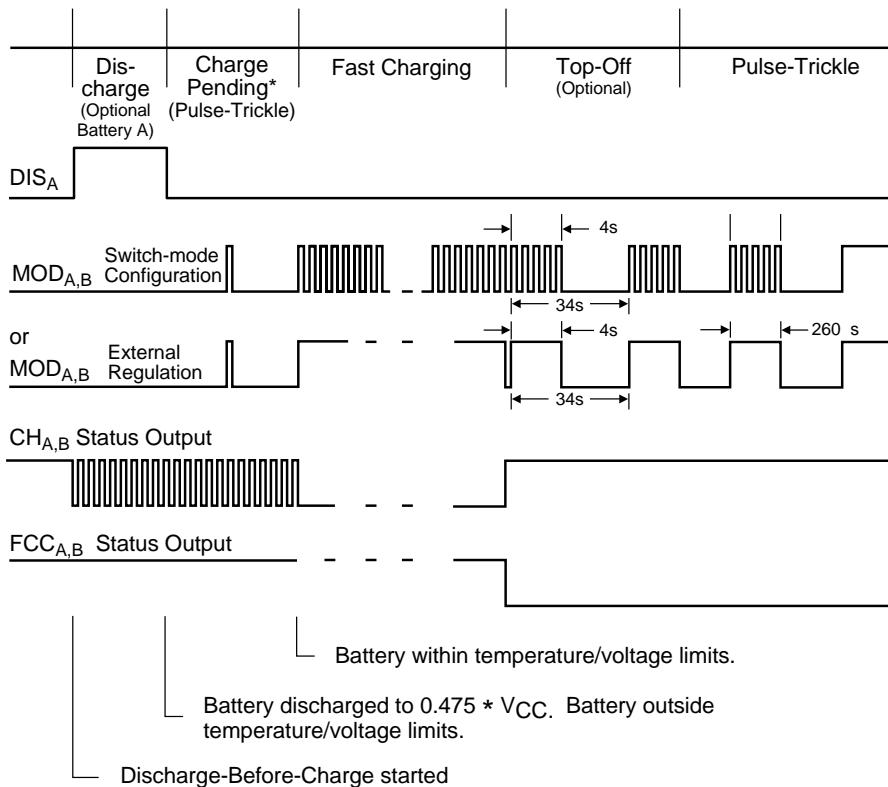 Dis-
charge
(Optional
Battery A)
Charge
Pending*
(Pulse-Trickle)
Fast Charging
Top-Off
(Optional)
Pulse-Trickle
DISA
MODA,B
Switch-mode
Configuration
4s
34s
or
MODA,B
External
Regulation
4s
260 s
34s
CHA,B Status Output
FCCA,B Status Output
Battery within temperature/voltage limits.
Battery discharged to 0.475 * VCC. Battery outside
temperature/voltage limits.
Discharge-Before-Charge started